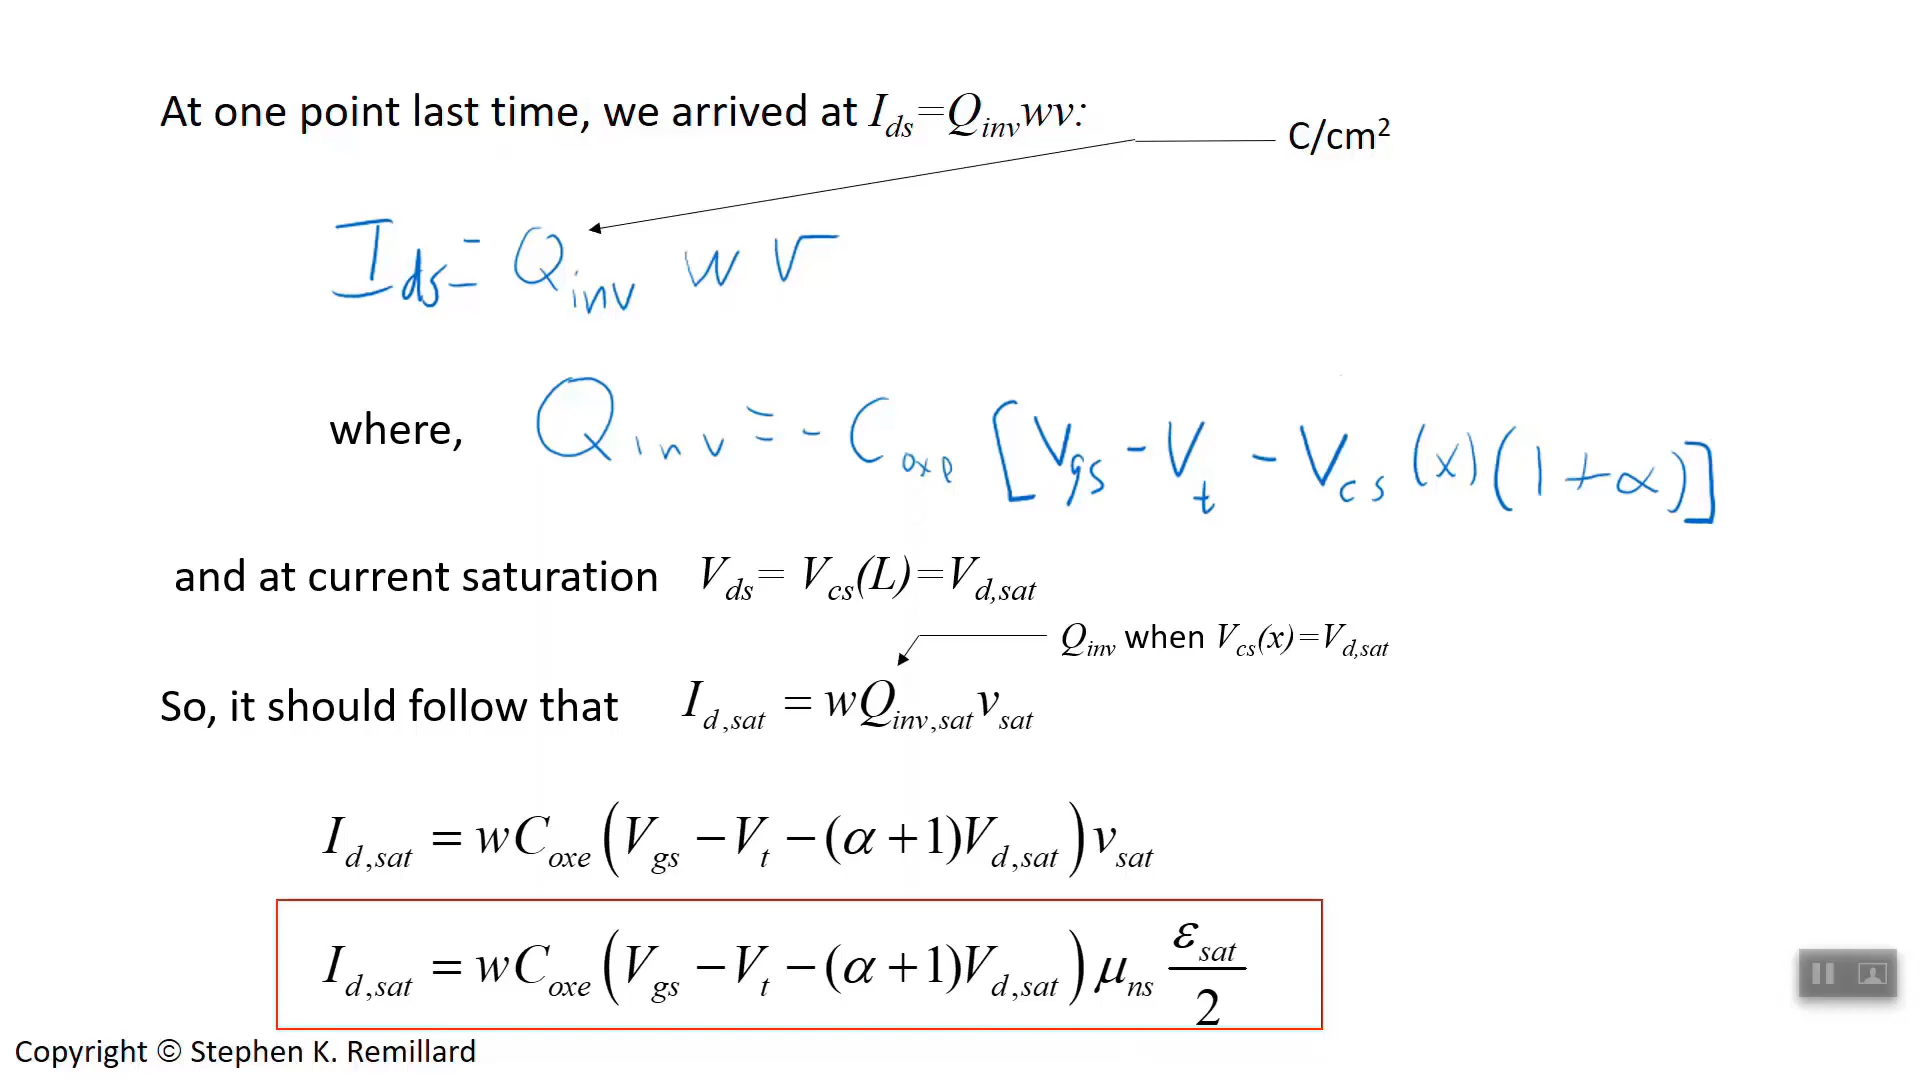 At one point last time, we arrived at I_ds=Q_inv wv:
C/cm²
I_ds = Q_inv w v
where, Q_inv = - C_oxe [V_gs - V_t - V_cs (x) (1 + α)]
and at current saturation V_ds= V_cs(L)=V_d,sat
Q_inv when V_cs(x)=V_d,sat
So, it should follow that I_d,sat = wQ_inv,sat v_sat
I_d,sat = wC_oxe (V_gs − V_t − (α + 1)V_d,sat) v_sat
I_d,sat = wC_oxe (V_gs − V_t − (α + 1)V_d,sat) μ_ns ε_sat/2
Copyright © Stephen K. Remillard